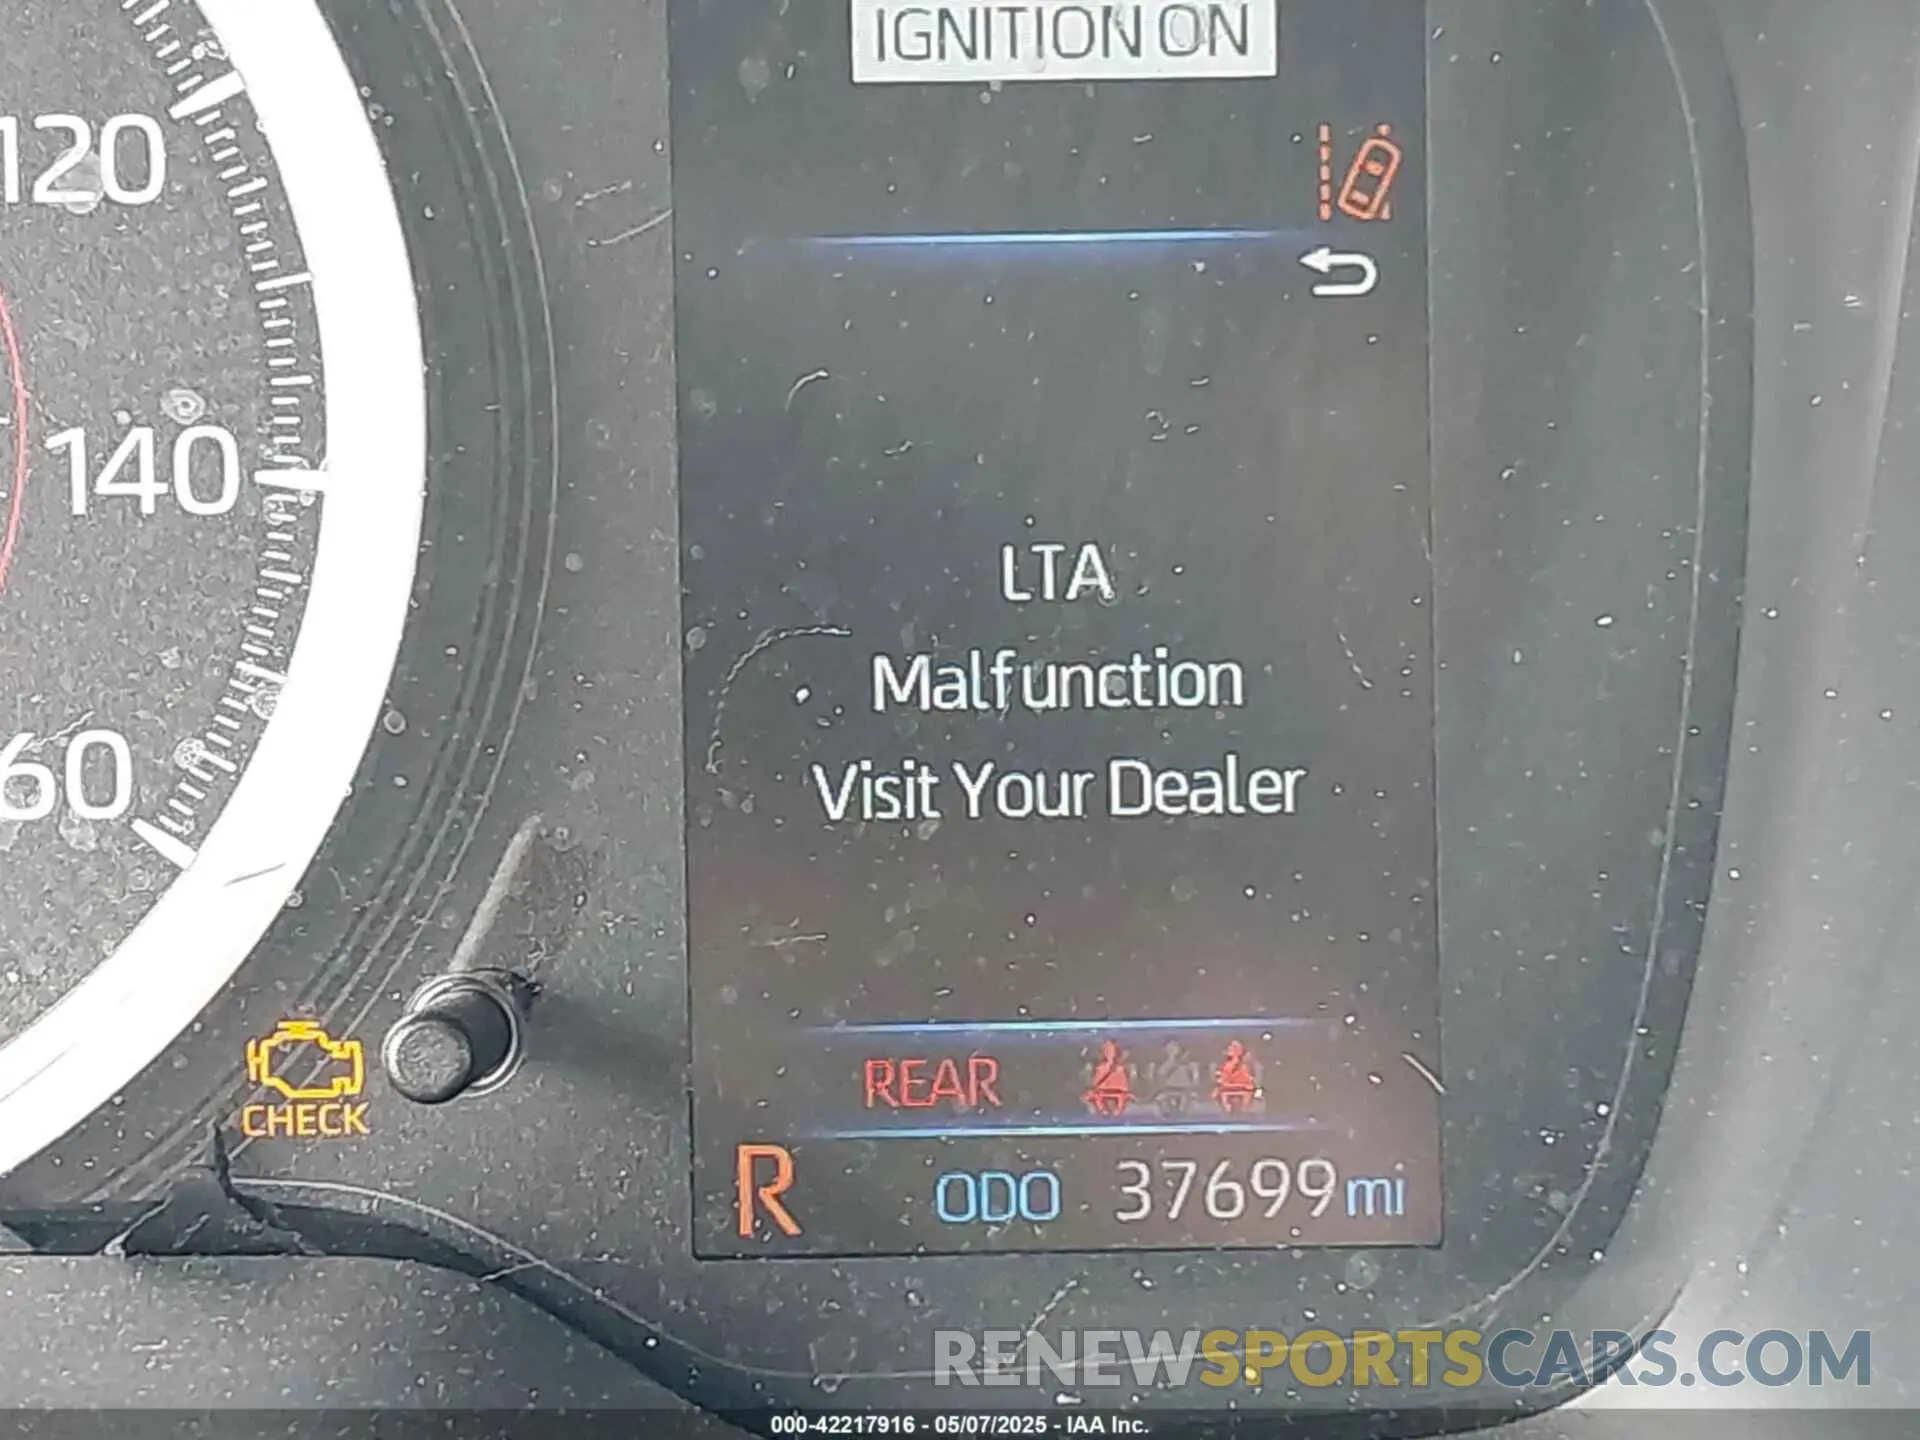 IGNITION ON
120
140
60
LTA
Malfunction
Visit Your Dealer
CHECK
REAR
R ODO 37699 mi
RENEWSPORTSCARS.COM
000-42217916 - 05/07/2025 - IAA Inc.